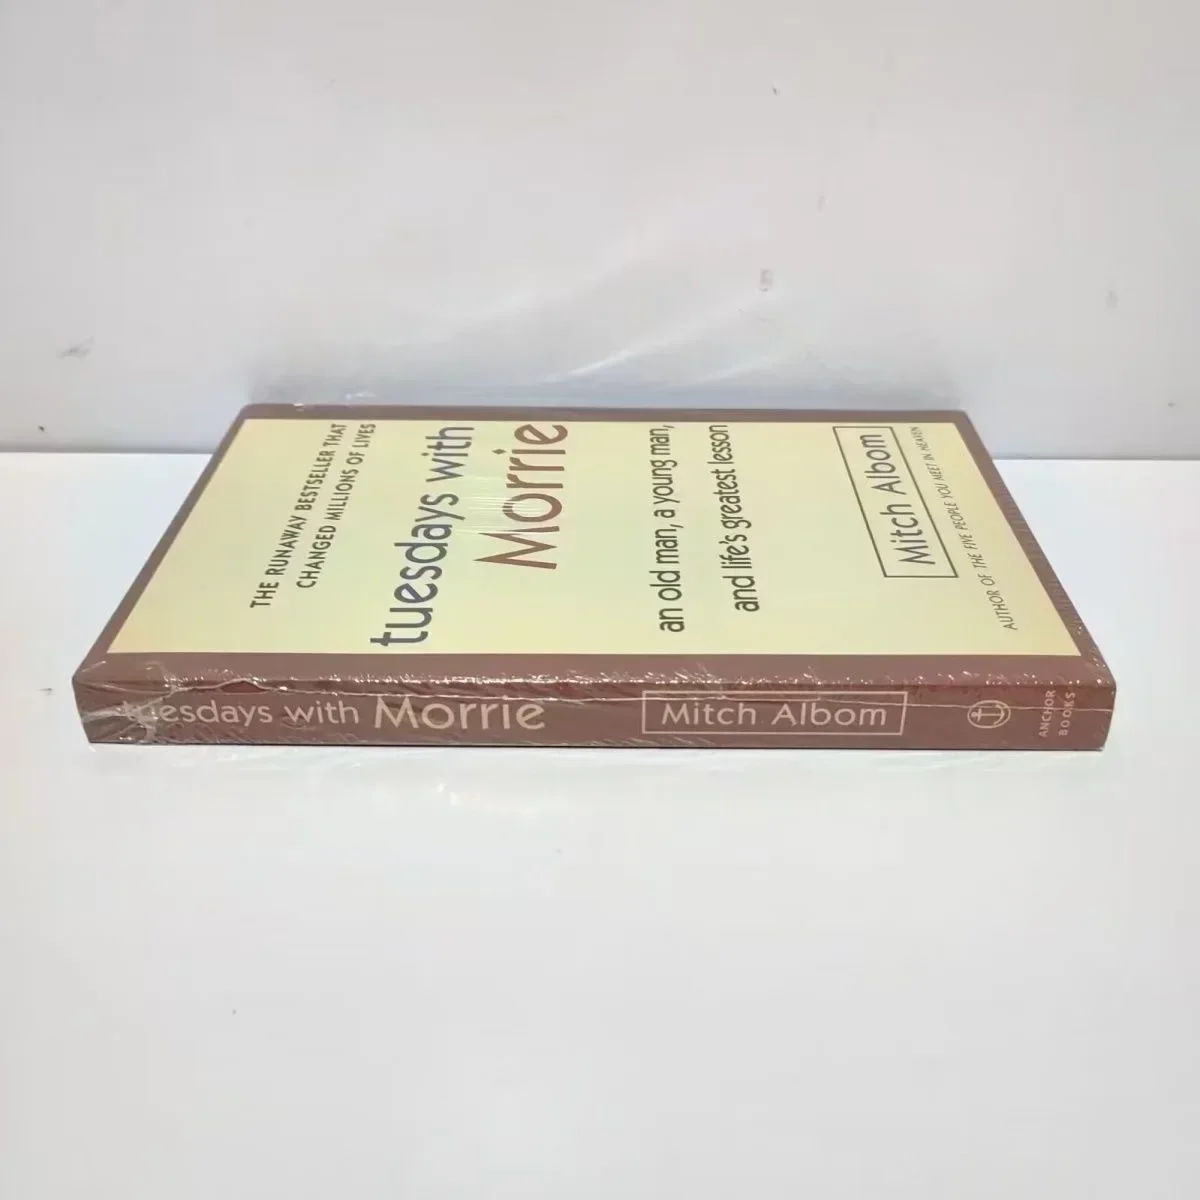 THE RUNAWAY BESTSELLER THAT
CHANGED MILLIONS OF LIVES
tuesdays with
Morrie
an old man, a young man,
and life's greatest lesson
Mitch Albom
AUTHOR OF THE FIVE PEOPLE YOU MEET IN HEAVEN
tuesdays with Morrie
Mitch Albom
ANCHOR
BOOKS